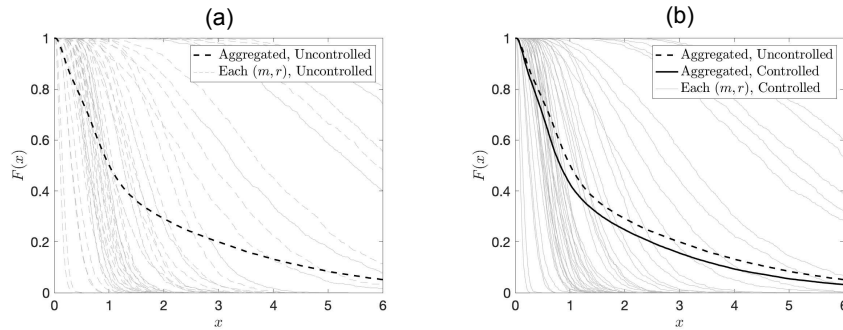 (a)
1
0.8
0.6
0.4
0.2
0
F(x)
0 1 2 3 4 5 6
x
Aggregated, Uncontrolled
Each (m, r), Uncontrolled
(b)
1
0.8
0.6
0.4
0.2
0
F(x)
0 1 2 3 4 5 6
x
Aggregated, Uncontrolled
Aggregated, Controlled
Each (m, r), Controlled